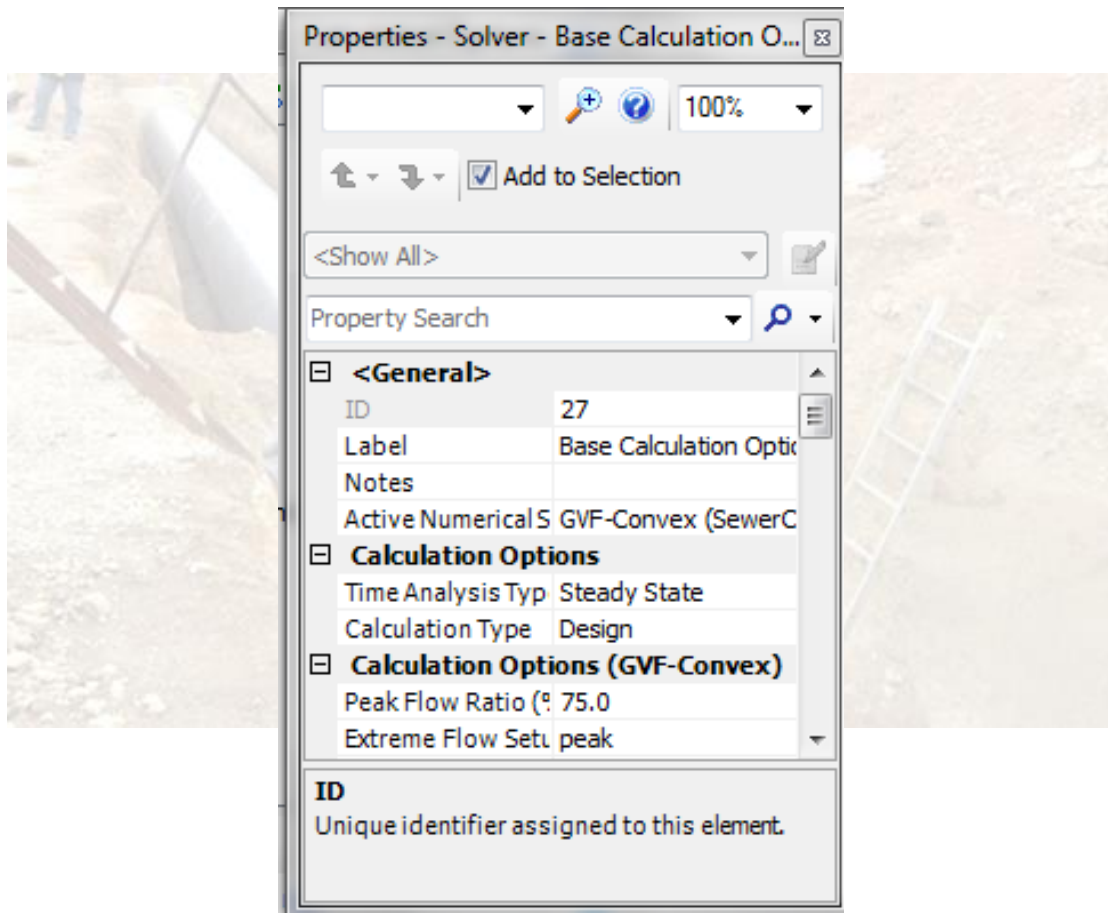 Properties - Solver - Base Calculation O...
100%
Add to Selection
<Show All>
Property Search
<General>
ID 27
Label Base Calculation Optic
Notes
Active Numerical S GVF-Convex (SewerC
Calculation Options
Time Analysis Typ Steady State
Calculation Type Design
Calculation Options (GVF-Convex)
Peak Flow Ratio (% 75.0
Extreme Flow Setu peak
ID
Unique identifier assigned to this element.